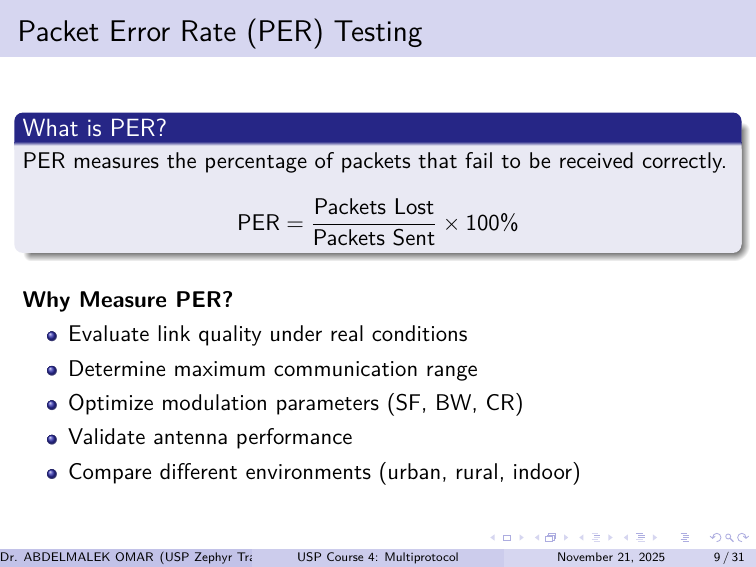 Packet Error Rate (PER) Testing
What is PER?
PER measures the percentage of packets that fail to be received correctly.
PER = Packets Lost / Packets Sent × 100%
Why Measure PER?
Evaluate link quality under real conditions
Determine maximum communication range
Optimize modulation parameters (SF, BW, CR)
Validate antenna performance
Compare different environments (urban, rural, indoor)
Dr. ABDELMALEK OMAR (USP Zephyr Tra USP Course 4: Multiprotocol November 21, 2025 9 / 31